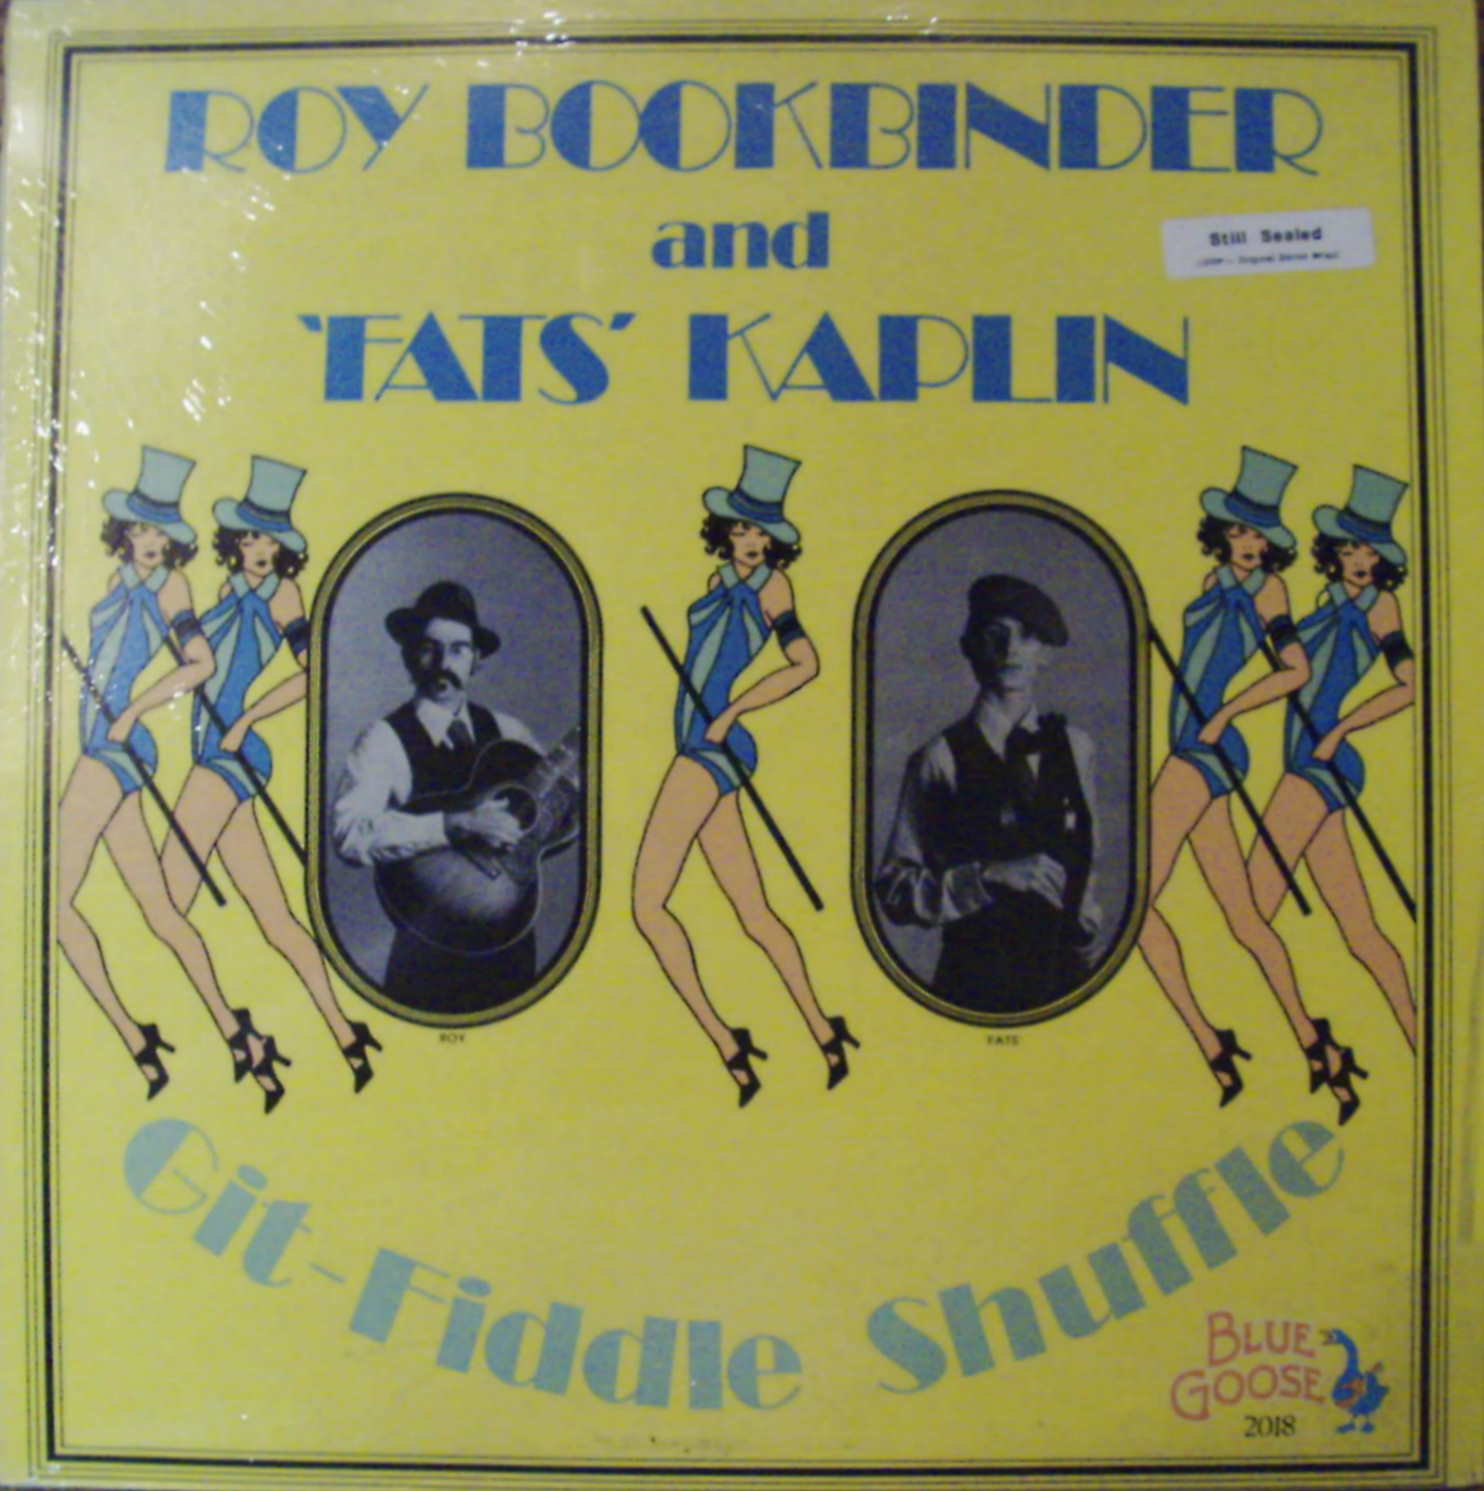 ROY BOOKBINDER
and
'FATS' KAPLIN
Still Sealed
ROY
FATS
Git-Fiddle Shuffle
BLUE
GOOSE
2018